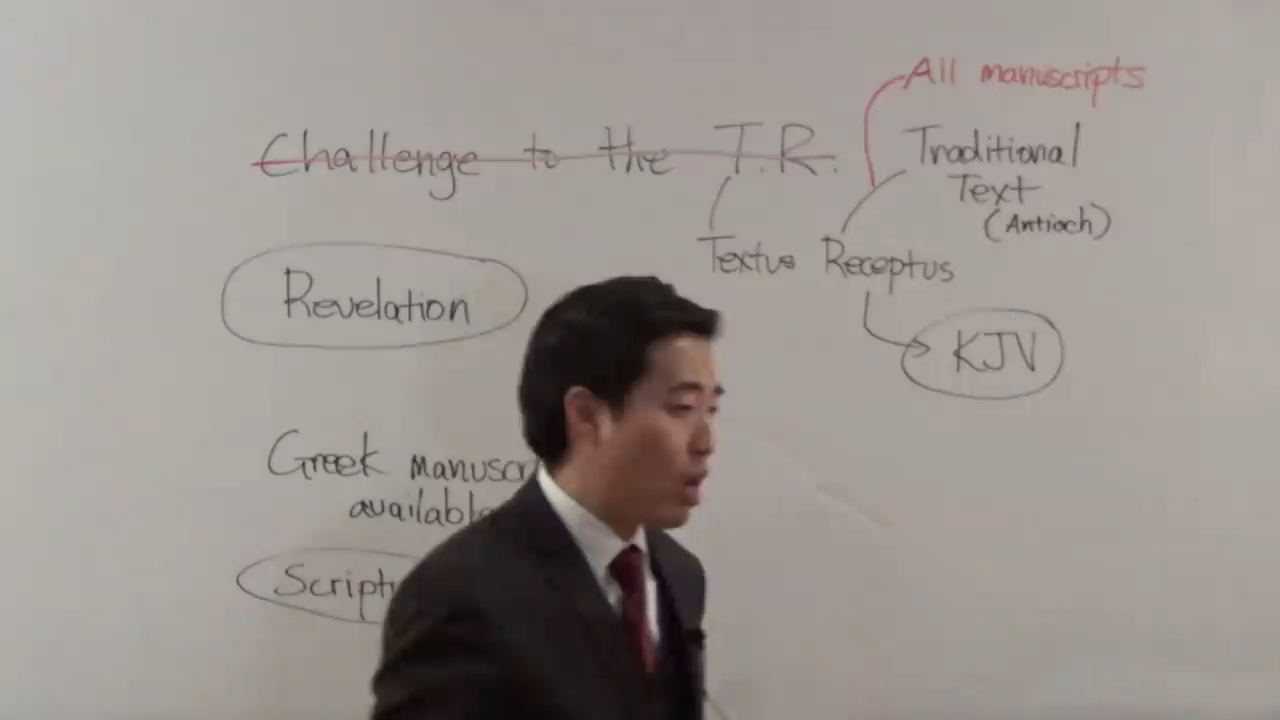 All manuscripts
Challenge to the T.R.
Traditional
Text
(Antioch)
Textus Receptus
Revelation
KJV
Greek